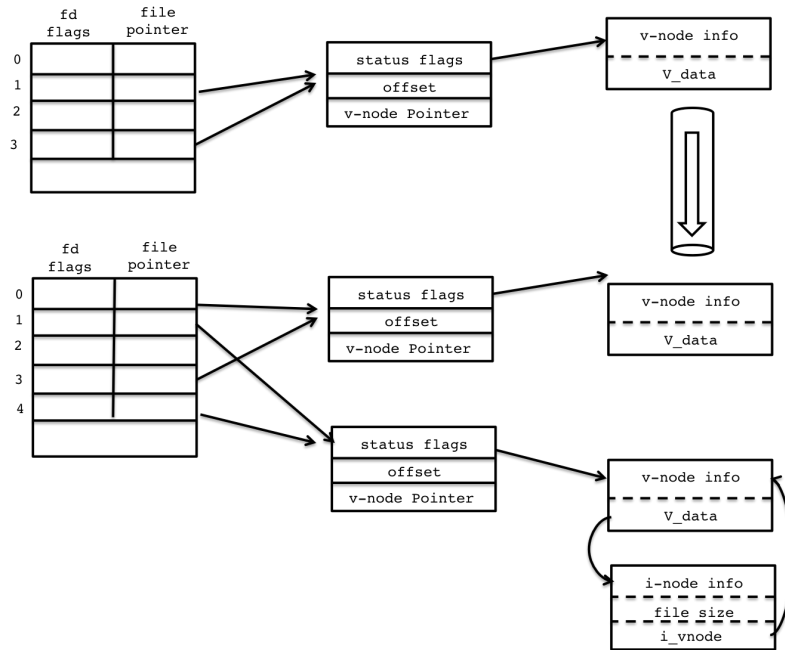 fd file
flags pointer
0
1
2
3
status flags
offset
v-node Pointer
v-node info
V_data
fd file
flags pointer
0
1
2
3
4
status flags
offset
v-node Pointer
v-node info
V_data
status flags
offset
v-node Pointer
v-node info
V_data
i-node info
file size
i_vnode